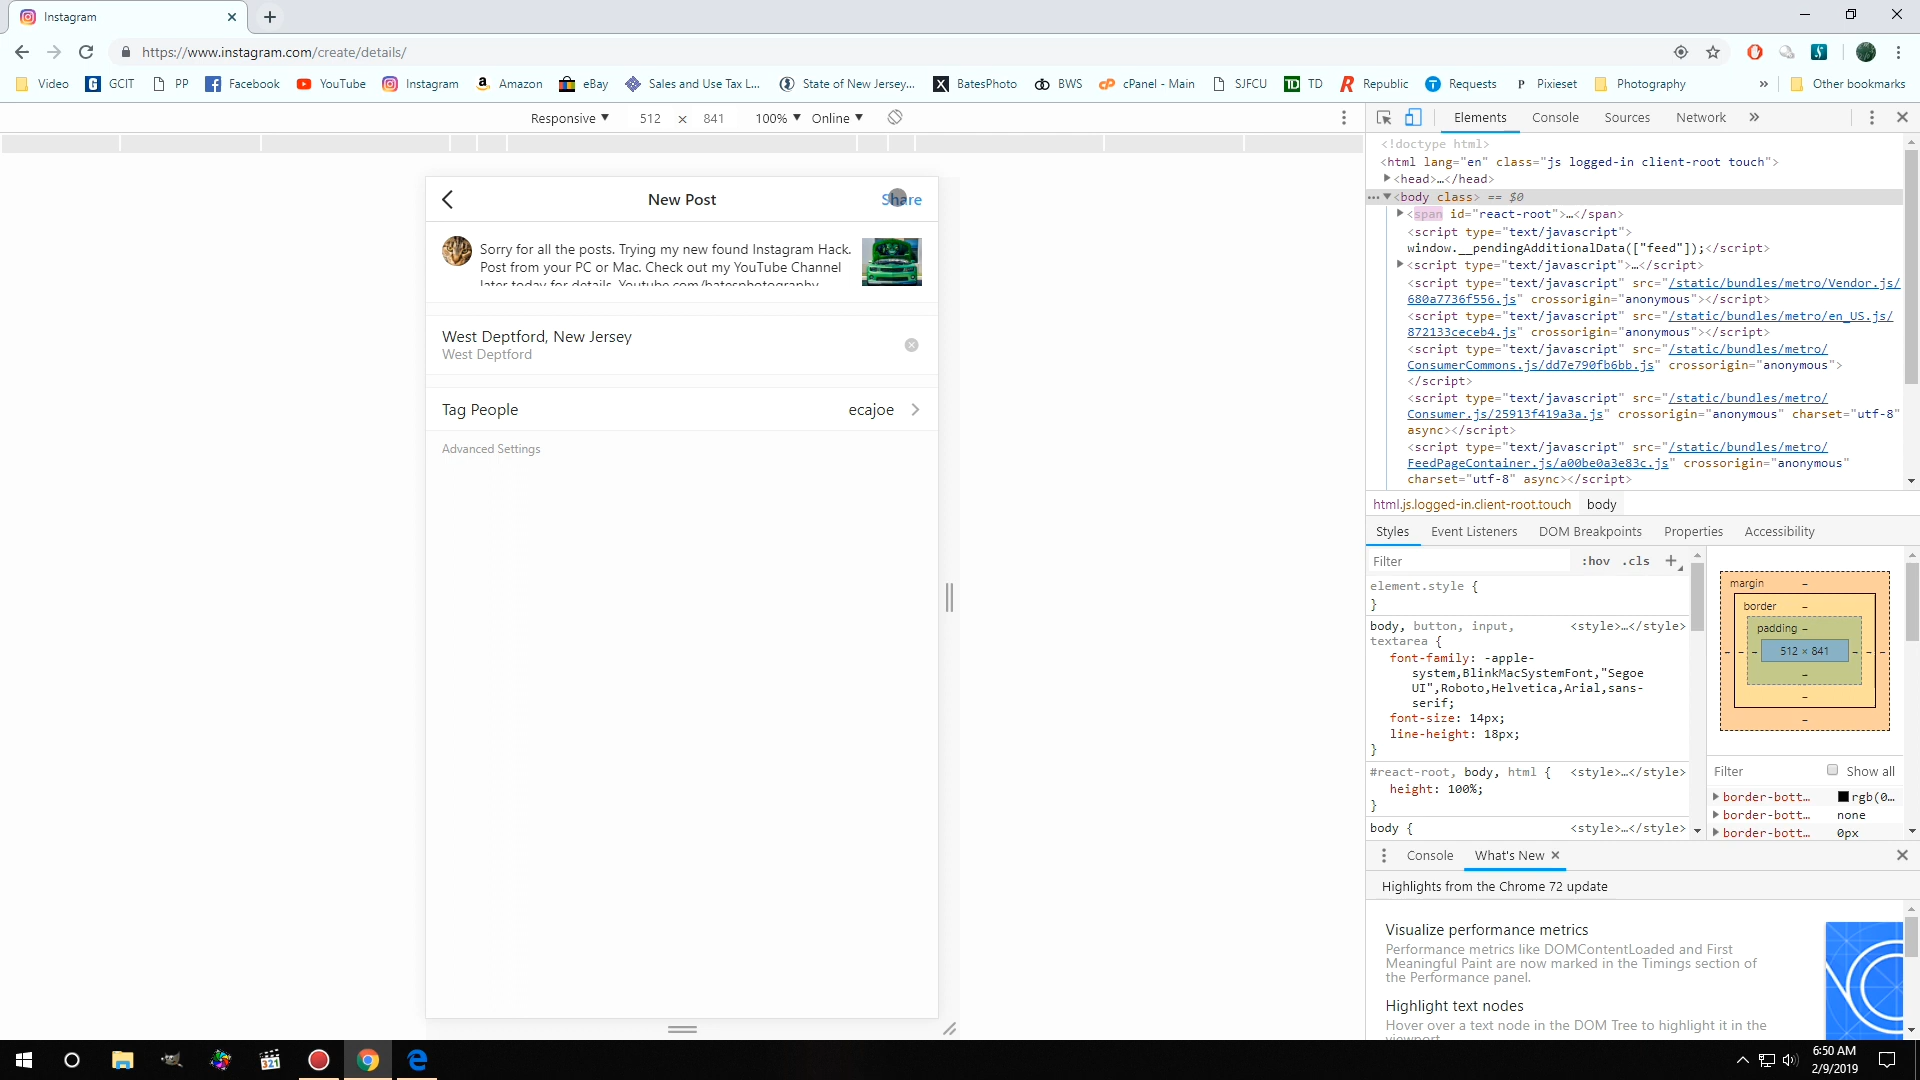 Instagram
https://www.instagram.com/create/details/
Video GCIT PP Facebook YouTube Instagram Amazon eBay Sales and Use Tax L... State of New Jersey,... BatesPhoto BWS cPanel - Main SJFCU TD Republic Requests Pixieset Photography » Other bookmarks
Responsive ▼ 512 × 841 100% ▼ Online ▼
New Post
Share
Sorry for all the posts. Trying my new found Instagram Hack.
Post from your PC or Mac. Check out my YouTube Channel
later today for details. Youtube.com/batesphotography
West Deptford, New Jersey
West Deptford
Tag People ecajoe
Advanced Settings
Elements Console Sources Network »
<!doctype html>
<html lang="en" class="js logged-in client-root touch">
▶<head>…</head>
▼<body class> == $0
▶<span id="react-root">…</span>
<script type="text/javascript">
window.__pendingAdditionalData(["feed"]);</script>
▶<script type="text/javascript">…</script>
<script type="text/javascript" src="/static/bundles/metro/Vendor.js/
680a7736f556.js" crossorigin="anonymous"></script>
<script type="text/javascript" src="/static/bundles/metro/en_US.js/
872133ceceb4.js" crossorigin="anonymous"></script>
<script type="text/javascript" src="/static/bundles/metro/
ConsumerCommons.js/dd7e790fb6bb.js" crossorigin="anonymous">
</script>
<script type="text/javascript" src="/static/bundles/metro/
Consumer.js/25913f419a3a.js" crossorigin="anonymous" charset="utf-8"
async></script>
<script type="text/javascript" src="/static/bundles/metro/
FeedPageContainer.js/a00be0a3e83c.js" crossorigin="anonymous"
charset="utf-8" async></script>
html.js.logged-in.client-root.touch body
Styles Event Listeners DOM Breakpoints Properties Accessibility
Filter :hov .cls +
element.style {
}
body, button, input, <style>…</style>
textarea {
font-family: -apple-
system,BlinkMacSystemFont,"Segoe
UI",Roboto,Helvetica,Arial,sans-
serif;
font-size: 14px;
line-height: 18px;
}
#react-root, body, html { <style>…</style>
height: 100%;
}
body { <style>…</style>
margin –
border –
padding –
512 × 841
Filter Show all
▶ border-bott… rgb(0…
▶ border-bott… none
▶ border-bott… 0px
Console What's New ×
Highlights from the Chrome 72 update
Visualize performance metrics
Performance metrics like DOMContentLoaded and First
Meaningful Paint are now marked in the Timings section of
the Performance panel.
Highlight text nodes
Hover over a text node in the DOM Tree to highlight it in the
viewport.
321
6:50 AM
2/9/2019